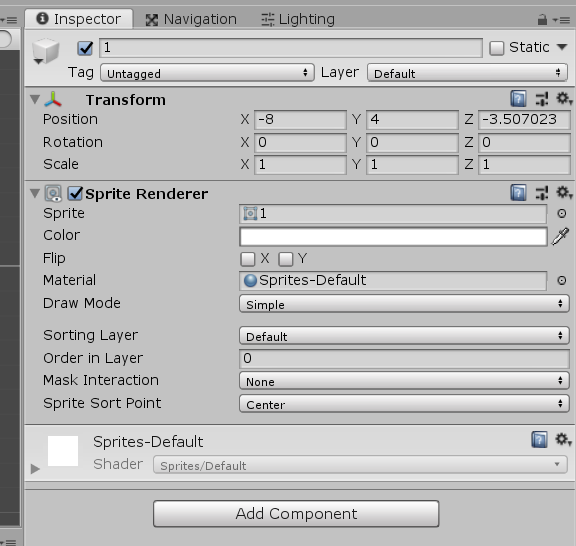 Inspector Navigation Lighting
1 Static
Tag Untagged Layer Default
Transform
Position X -8 Y 4 Z -3.507023
Rotation X 0 Y 0 Z 0
Scale X 1 Y 1 Z 1
Sprite Renderer
Sprite 1
Color
Flip X Y
Material Sprites-Default
Draw Mode Simple
Sorting Layer Default
Order in Layer 0
Mask Interaction None
Sprite Sort Point Center
Sprites-Default
Shader Sprites/Default
Add Component